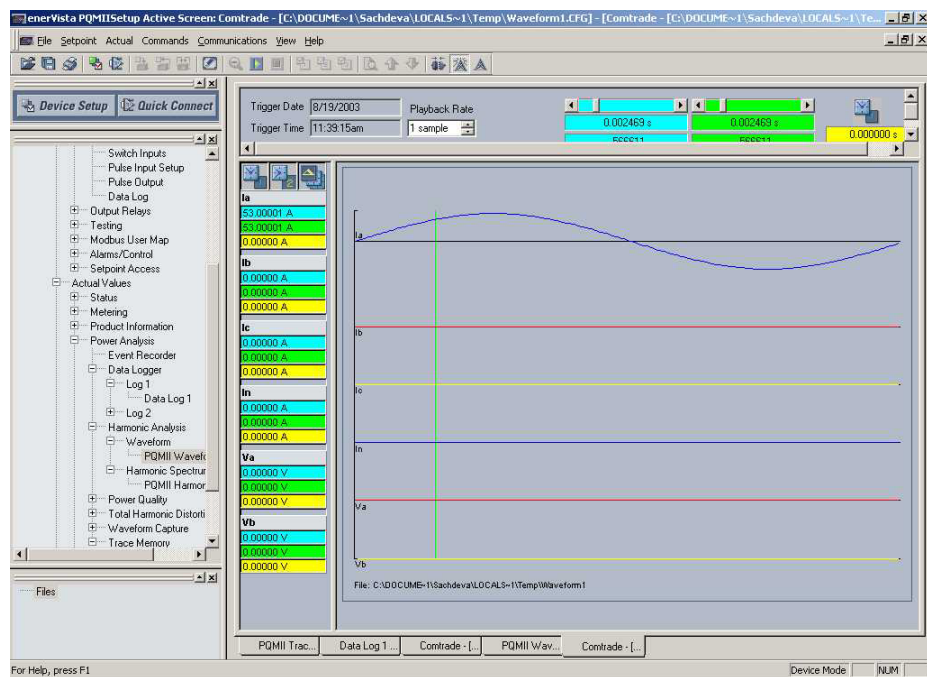 enerVista PQMIISetup Active Screen: Comtrade - [C:\DOCUME~1\Sachdeva\LOCALS~1\Temp\Waveform1.CFG] - [Comtrade - [C:\DOCUME~1\Sachdeva\LOCALS~1\Te...
File Setpoint Actual Commands Communications View Help
Device Setup
Quick Connect
Switch Inputs
Pulse Input Setup
Pulse Output
Data Log
Output Relays
Testing
Modbus User Map
Alarms/Control
Setpoint Access
Actual Values
Status
Metering
Product Information
Power Analysis
Event Recorder
Data Logger
Log 1
Data Log 1
Log 2
Harmonic Analysis
Waveform
PQMII Wavefo
Harmonic Spectrur
PQMII Harmor
Power Quality
Total Harmonic Distorti
Waveform Capture
Trace Memory
Files
Trigger Date 8/19/2003
Trigger Time 11:39:15am
Playback Rate
1 sample
0.002469 s
0.002469 s
0.000000 s
Ia
53.00001 A
53.00001 A
0.00000 A
Ib
0.00000 A
0.00000 A
0.00000 A
Ic
0.00000 A
0.00000 A
0.00000 A
In
0.00000 A
0.00000 A
0.00000 A
Va
0.00000 V
0.00000 V
0.00000 V
Vb
0.00000 V
0.00000 V
0.00000 V
Ia
Ib
Ic
In
Va
Vb
File: C:\DOCUME~1\Sachdeva\LOCALS~1\Temp\Waveform1
PQMII Trac...
Data Log 1 ...
Comtrade - [...
PQMII Wav...
Comtrade - [...
For Help, press F1
Device Mode
NUM